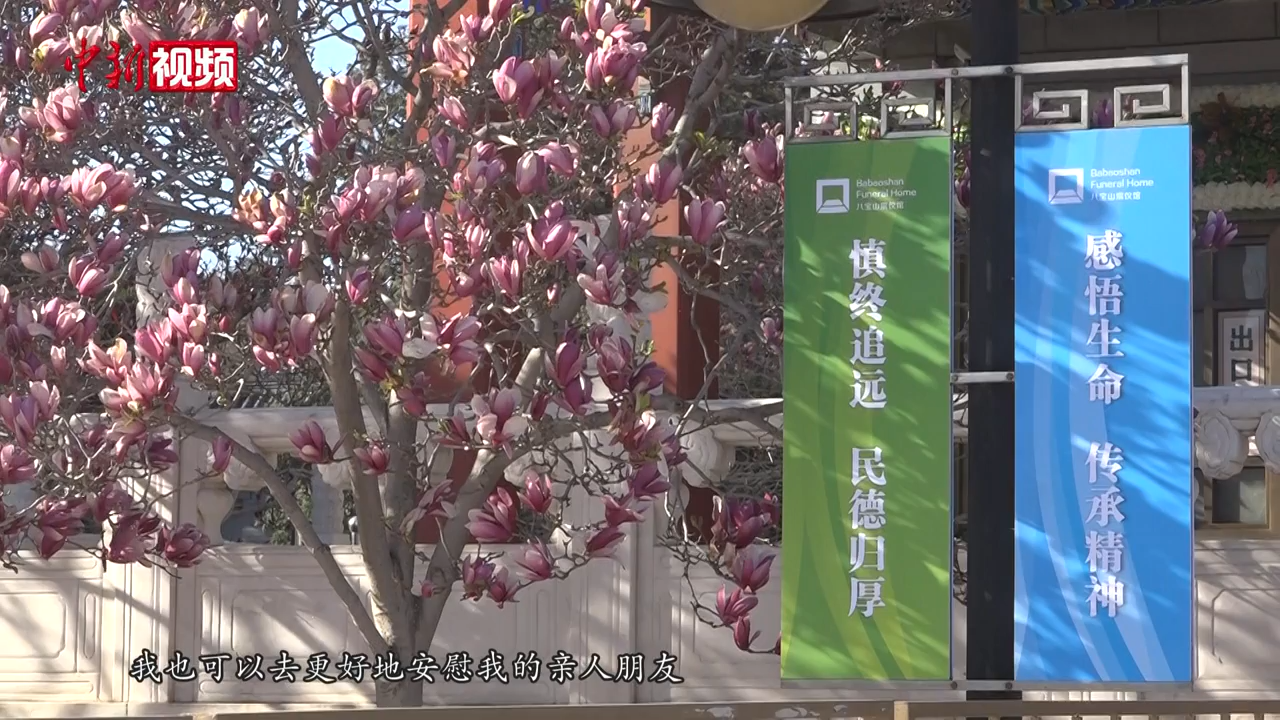 中新视频
Babaoshan
Funeral Home
八宝山殡仪馆
慎终追远 民德归厚
Babaoshan
Funeral Home
八宝山殡仪馆
感悟生命 传承精神
出口
我也可以去更好地安慰我的亲人朋友